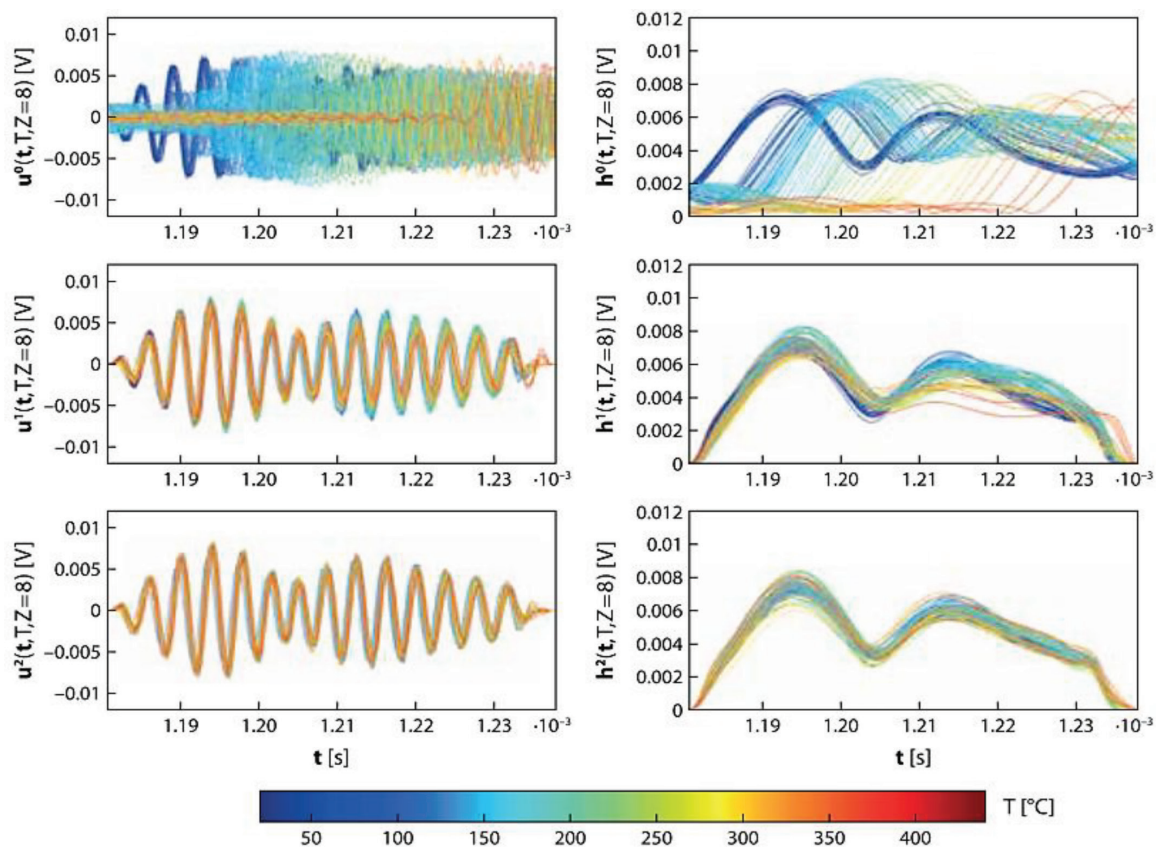 u⁰(t,T,Z=8) [V]
0.01
0.005
0
−0.005
−0.01
1.19 1.20 1.21 1.22 1.23 ·10⁻³
h⁰(t,T,Z=8) [V]
0.012
0.01
0.008
0.006
0.004
0.002
0
1.19 1.20 1.21 1.22 1.23 ·10⁻³
u¹(t,T,Z=8) [V]
0.01
0.005
0
−0.005
−0.01
1.19 1.20 1.21 1.22 1.23 ·10⁻³
h¹(t,T,Z=8) [V]
0.012
0.01
0.008
0.006
0.004
0.002
0
1.19 1.20 1.21 1.22 1.23 ·10⁻³
u²(t,T,Z=8) [V]
0.01
0.005
0
−0.005
−0.01
1.19 1.20 1.21 1.22 1.23 ·10⁻³
t [s]
h²(t,T,Z=8) [V]
0.012
0.01
0.008
0.006
0.004
0.002
0
1.19 1.20 1.21 1.22 1.23 ·10⁻³
t [s]
T [°C]
50 100 150 200 250 300 350 400